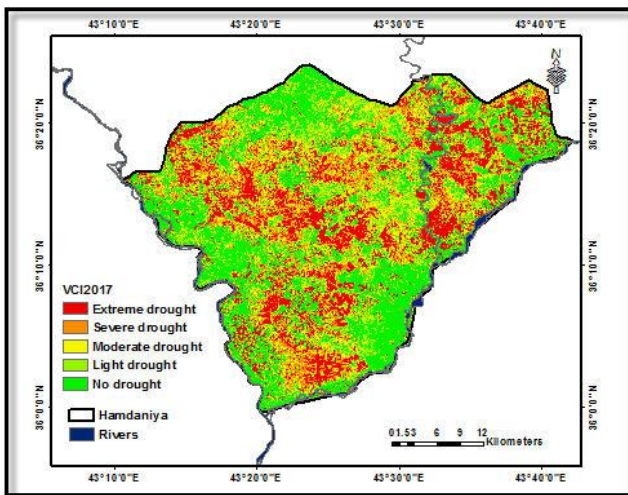 43°10'0"E 43°20'0"E 43°30'0"E 43°40'0"E
N
36°20'0"N 36°20'0"N
36°10'0"N 36°10'0"N
VCI2017
Extreme drought
Severe drought
Moderate drought
Light drought
No drought
36°0'0"N 36°0'0"N
Hamdaniya
Rivers
01.53 6 9 12
Kilometers
43°10'0"E 43°20'0"E 43°30'0"E 43°40'0"E